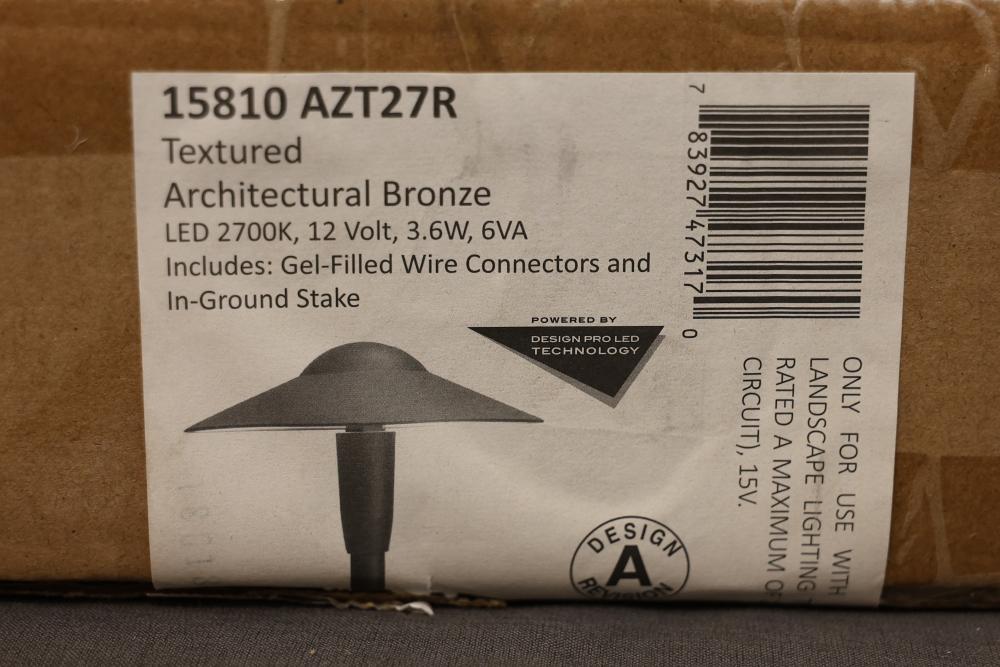 15810 AZT27R
Textured
Architectural Bronze
LED 2700K, 12 Volt, 3.6W, 6VA
Includes: Gel-Filled Wire Connectors and
In-Ground Stake
POWERED BY
DESIGN PRO LED
TECHNOLOGY
DESIGN
A
REVISION
7 83927 47317 0
ONLY FOR USE WITH
LANDSCAPE LIGHTING
RATED A MAXIMUM OF
CIRCUIT), 15V.